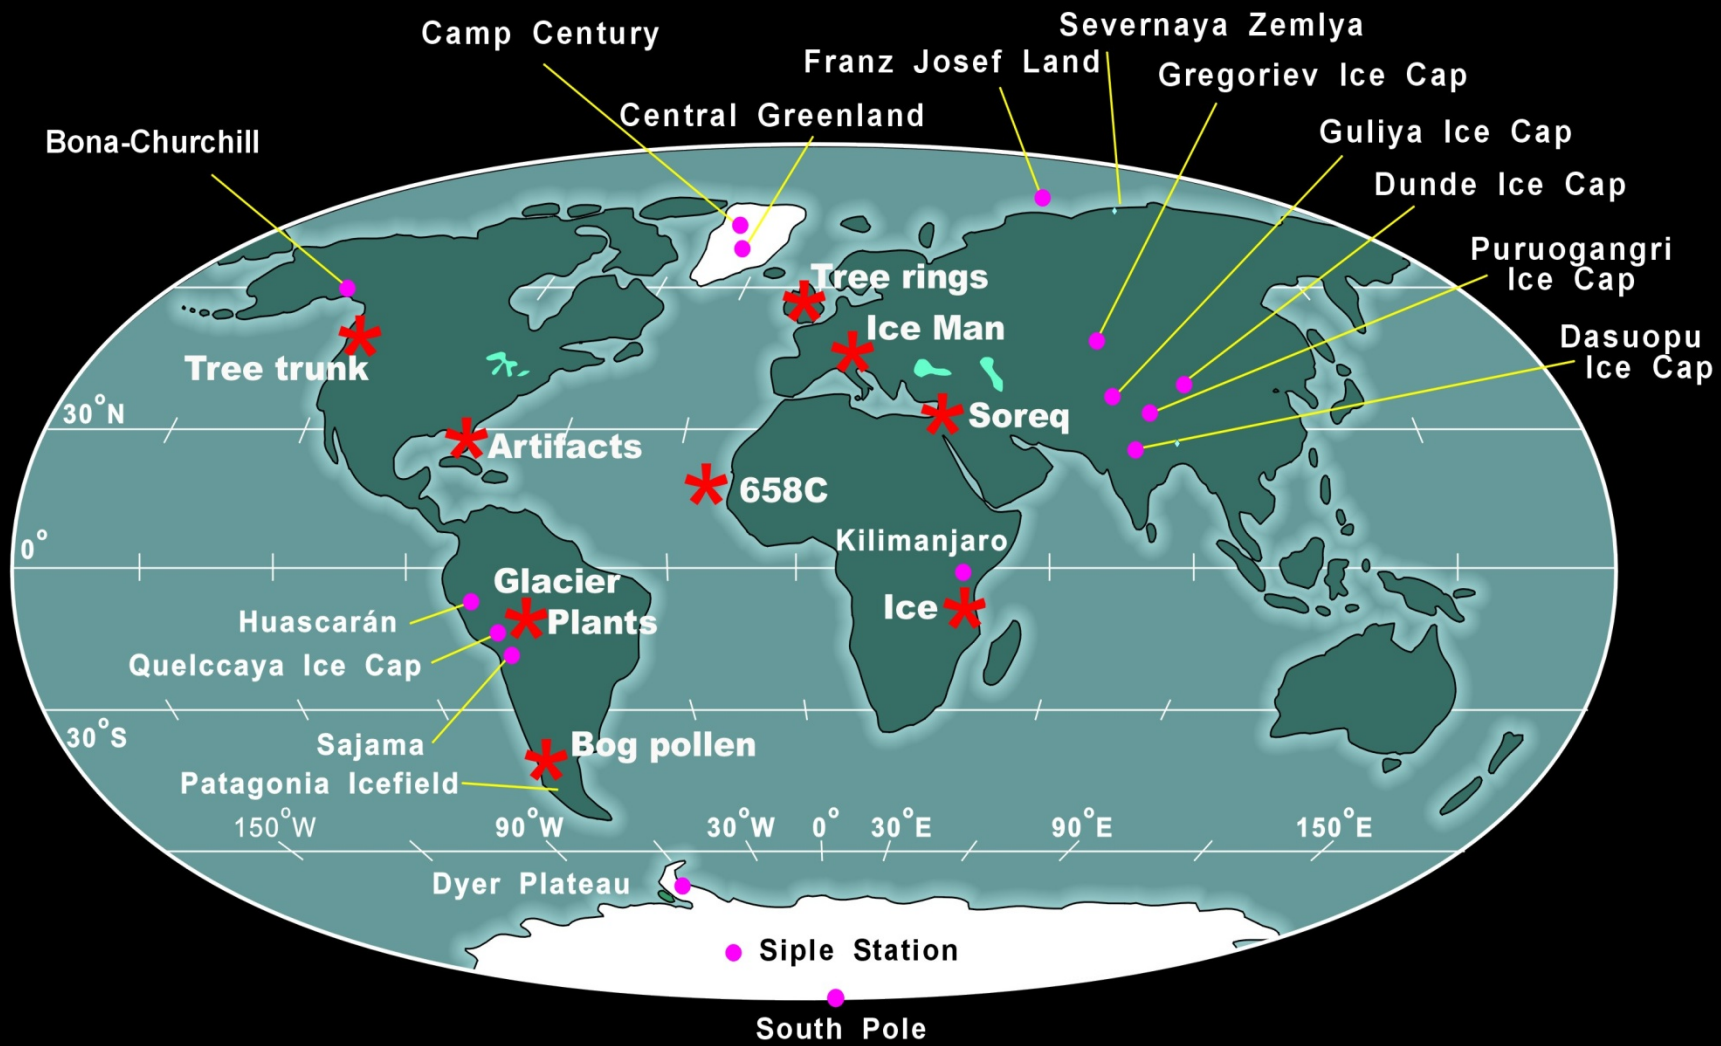 Severnaya Zemlya
Camp Century
Franz Josef Land
Gregoriev Ice Cap
Central Greenland
Guliya Ice Cap
Bona-Churchill
Dunde Ice Cap
Puruogangri
Ice Cap
Tree rings
Ice Man
Dasuopu
Ice Cap
Tree trunk
30°N
Soreq
Artifacts
658C
0°
Kilimanjaro
Glacier
Plants
Ice
Huascarán
Quelccaya Ice Cap
30°S
Sajama
Bog pollen
Patagonia Icefield
150°W
90°W
30°W
0°
30°E
90°E
150°E
Dyer Plateau
Siple Station
South Pole